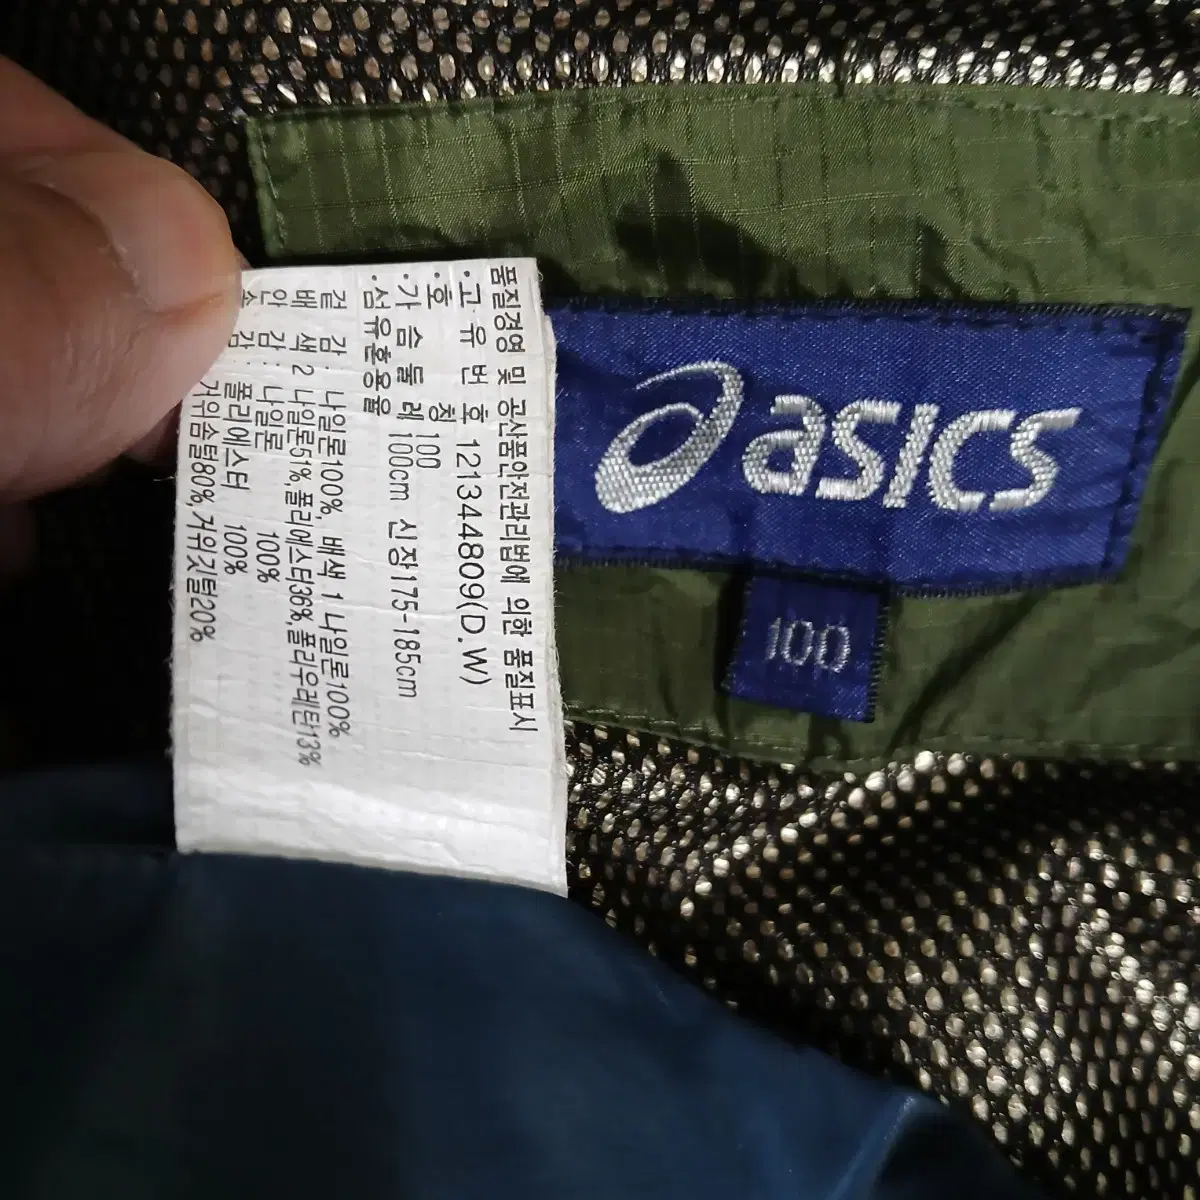 품질경영 및 공산품안전관리법에 의한 품질표시
·고 유 번 호 121344809(D.W)
·호 칭 100
·가 슴 둘 레 100cm 신장175-185cm
·섬유혼용율
겉 감 : 나일론100%, 배색 1 나일론100%
배 색 2 나일론51%,폴리에스터36%,폴리우레탄13%
안 감 : 나일론 100%
감 : 폴리에스터 100%
거위솜털80%,거위깃털20%
asics
100